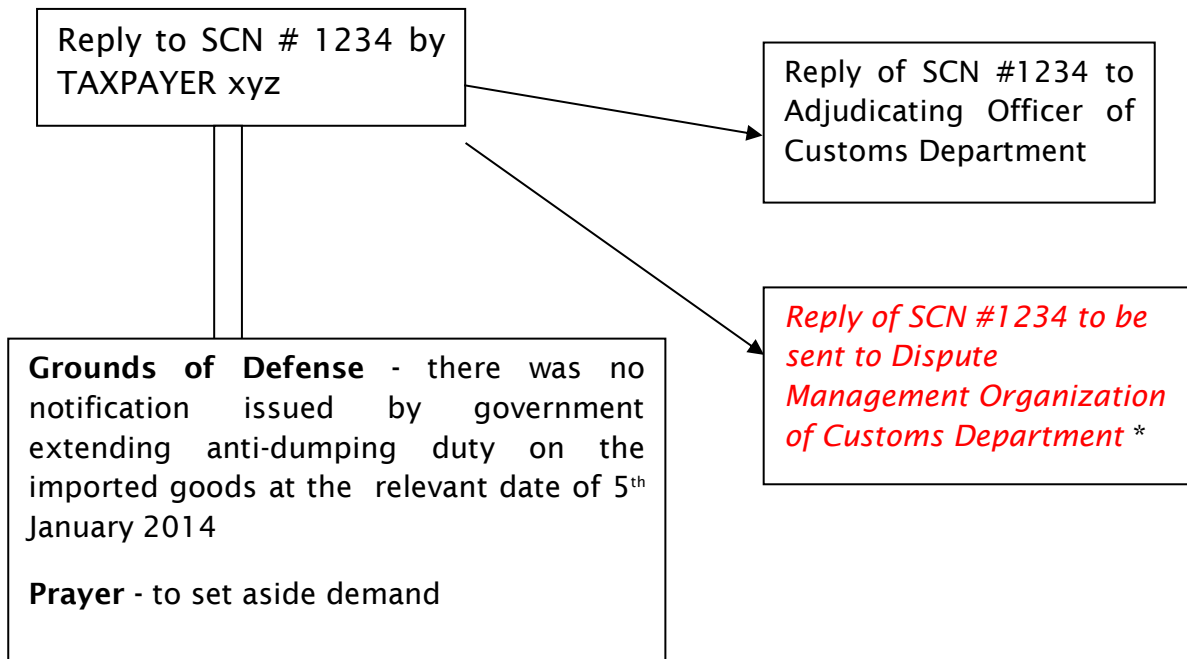 Reply to SCN # 1234 by
TAXPAYER xyz
Reply of SCN #1234 to
Adjudicating Officer of
Customs Department
Reply of SCN #1234 to be
sent to Dispute
Management Organization
of Customs Department *
Grounds of Defense - there was no
notification issued by government
extending anti-dumping duty on the
imported goods at the relevant date of 5th
January 2014
Prayer - to set aside demand